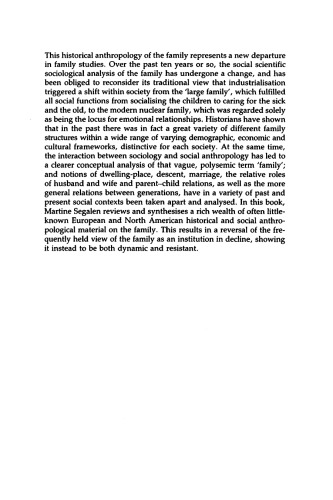 This historical anthropology of the family represents a new departure
in family studies. Over the past ten years or so, the social scientific
sociological analysis of the family has undergone a change, and has
been obliged to reconsider its traditional view that industrialisation
triggered a shift within society from the 'large family', which fulfilled
all social functions from socialising the children to caring for the sick
and the old, to the modern nuclear family, which was regarded solely
as being the locus for emotional relationships. Historians have shown
that in the past there was in fact a great variety of different family
structures within a wide range of varying demographic, economic and
cultural frameworks, distinctive for each society. At the same time,
the interaction between sociology and social anthropology has led to
a clearer conceptual analysis of that vague, polysemic term 'family';
and notions of dwelling-place, descent, marriage, the relative roles
of husband and wife and parent–child relations, as well as the more
general relations between generations, have in a variety of past and
present social contexts been taken apart and analysed. In this book,
Martine Segalen reviews and synthesises a rich wealth of often little-
known European and North American historical and social anthro-
pological material on the family. This results in a reversal of the fre-
quently held view of the family as an institution in decline, showing
it instead to be both dynamic and resistant.